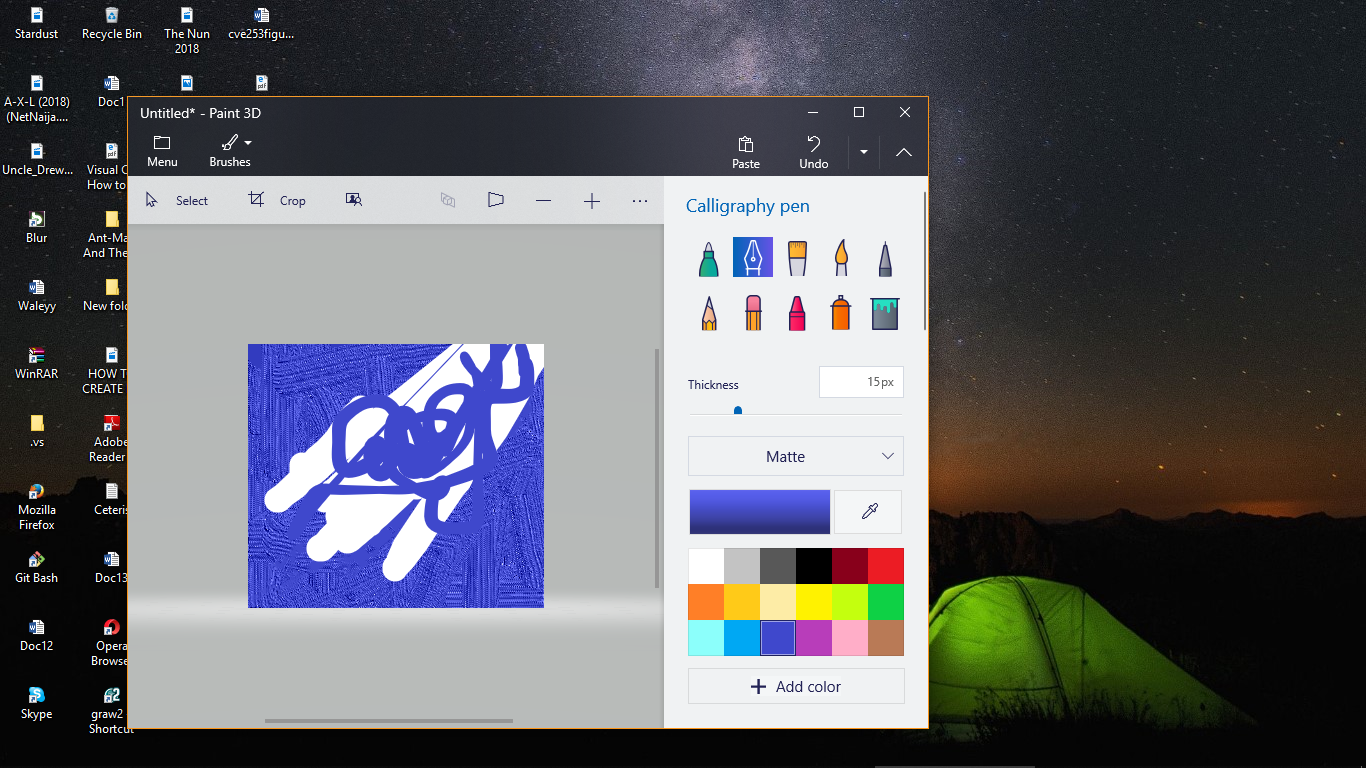 Stardust
Recycle Bin
The Nun
2018
cve253figu...
A-X-L (2018)
(NetNaija....
Doc1
Uncle_Drew...
Visual C
How to
Blur
Ant-Ma
And The
Waleyy
New fold
WinRAR
HOW T
CREATE
.vs
Adobe
Reader
Mozilla
Firefox
Ceteris
Git Bash
Doc13
Doc12
Opera
Browse
Skype
graw2
Shortcut
Untitled* - Paint 3D
Menu
Brushes
Paste
Undo
Select
Crop
Calligraphy pen
Thickness
15px
Matte
Add color